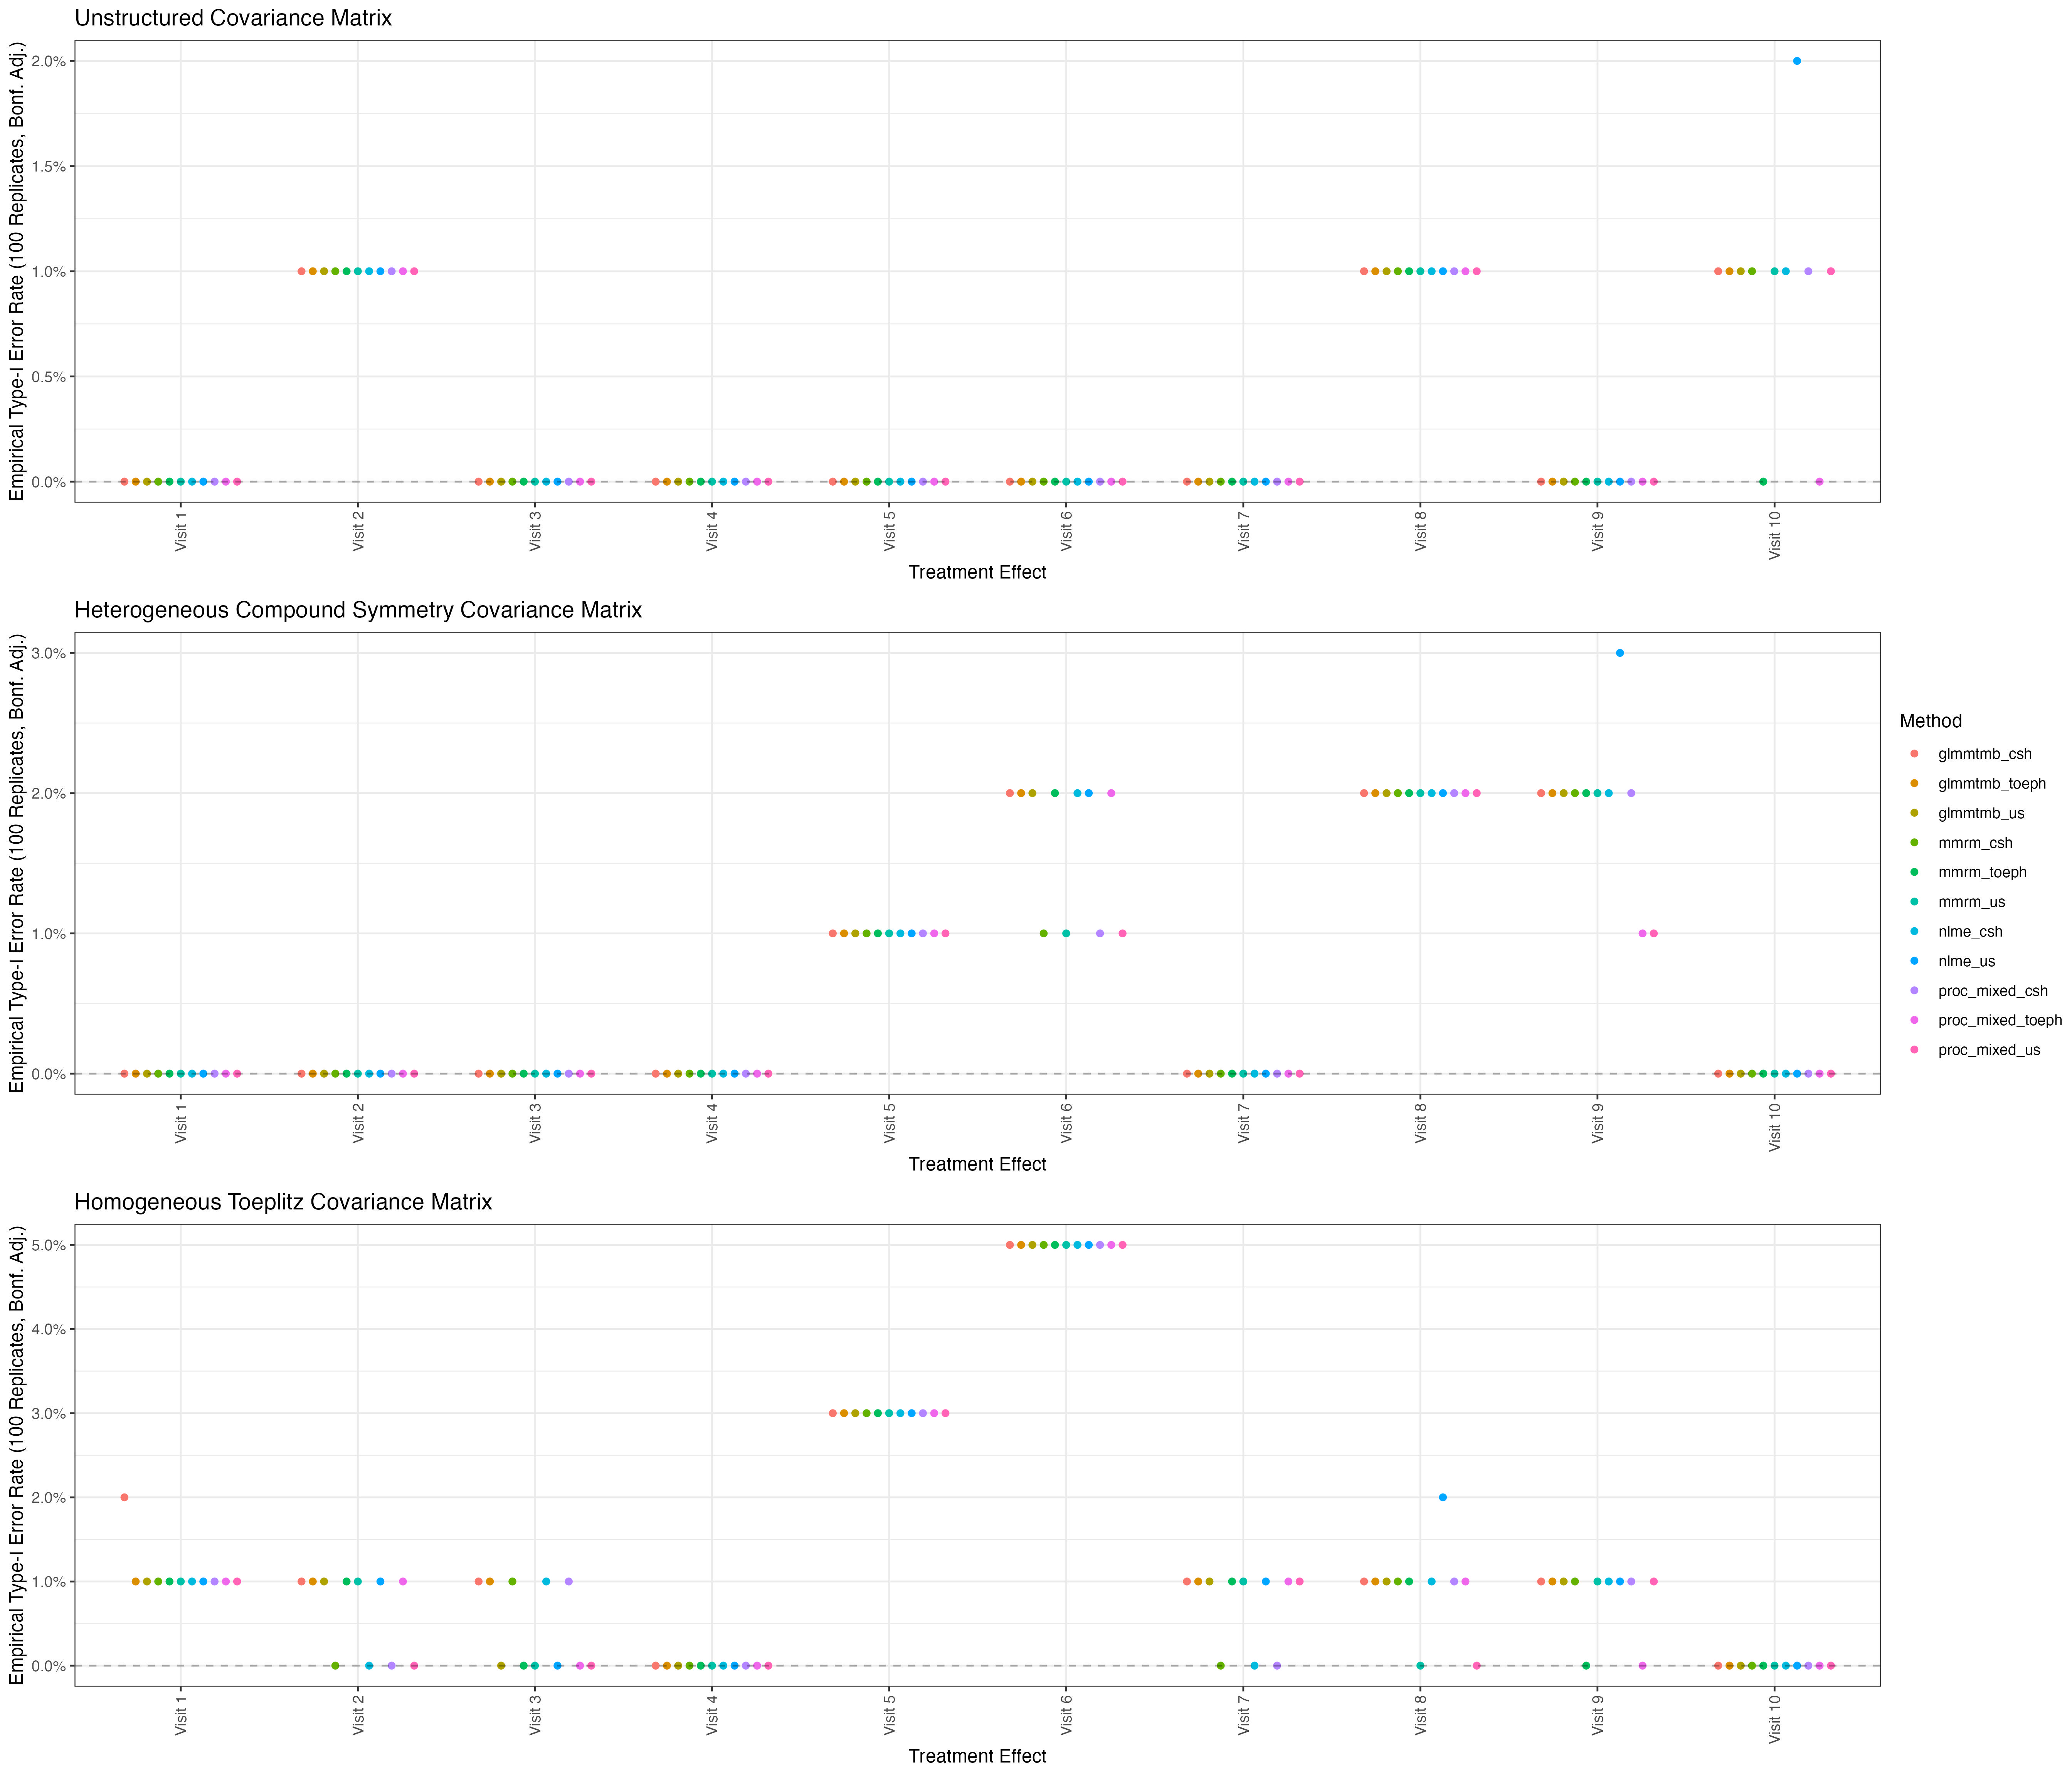 Unstructured Covariance Matrix
Empirical Type-I Error Rate (100 Replicates, Bonf. Adj.)
2.0%
1.5%
1.0%
0.5%
0.0%
Visit 1
Visit 2
Visit 3
Visit 4
Visit 5
Visit 6
Visit 7
Visit 8
Visit 9
Visit 10
Treatment Effect
Heterogeneous Compound Symmetry Covariance Matrix
Empirical Type-I Error Rate (100 Replicates, Bonf. Adj.)
3.0%
2.0%
1.0%
0.0%
Visit 1
Visit 2
Visit 3
Visit 4
Visit 5
Visit 6
Visit 7
Visit 8
Visit 9
Visit 10
Treatment Effect
Method
glmmtmb_csh
glmmtmb_toeph
glmmtmb_us
mmrm_csh
mmrm_toeph
mmrm_us
nlme_csh
nlme_us
proc_mixed_csh
proc_mixed_toeph
proc_mixed_us
Homogeneous Toeplitz Covariance Matrix
Empirical Type-I Error Rate (100 Replicates, Bonf. Adj.)
5.0%
4.0%
3.0%
2.0%
1.0%
0.0%
Visit 1
Visit 2
Visit 3
Visit 4
Visit 5
Visit 6
Visit 7
Visit 8
Visit 9
Visit 10
Treatment Effect